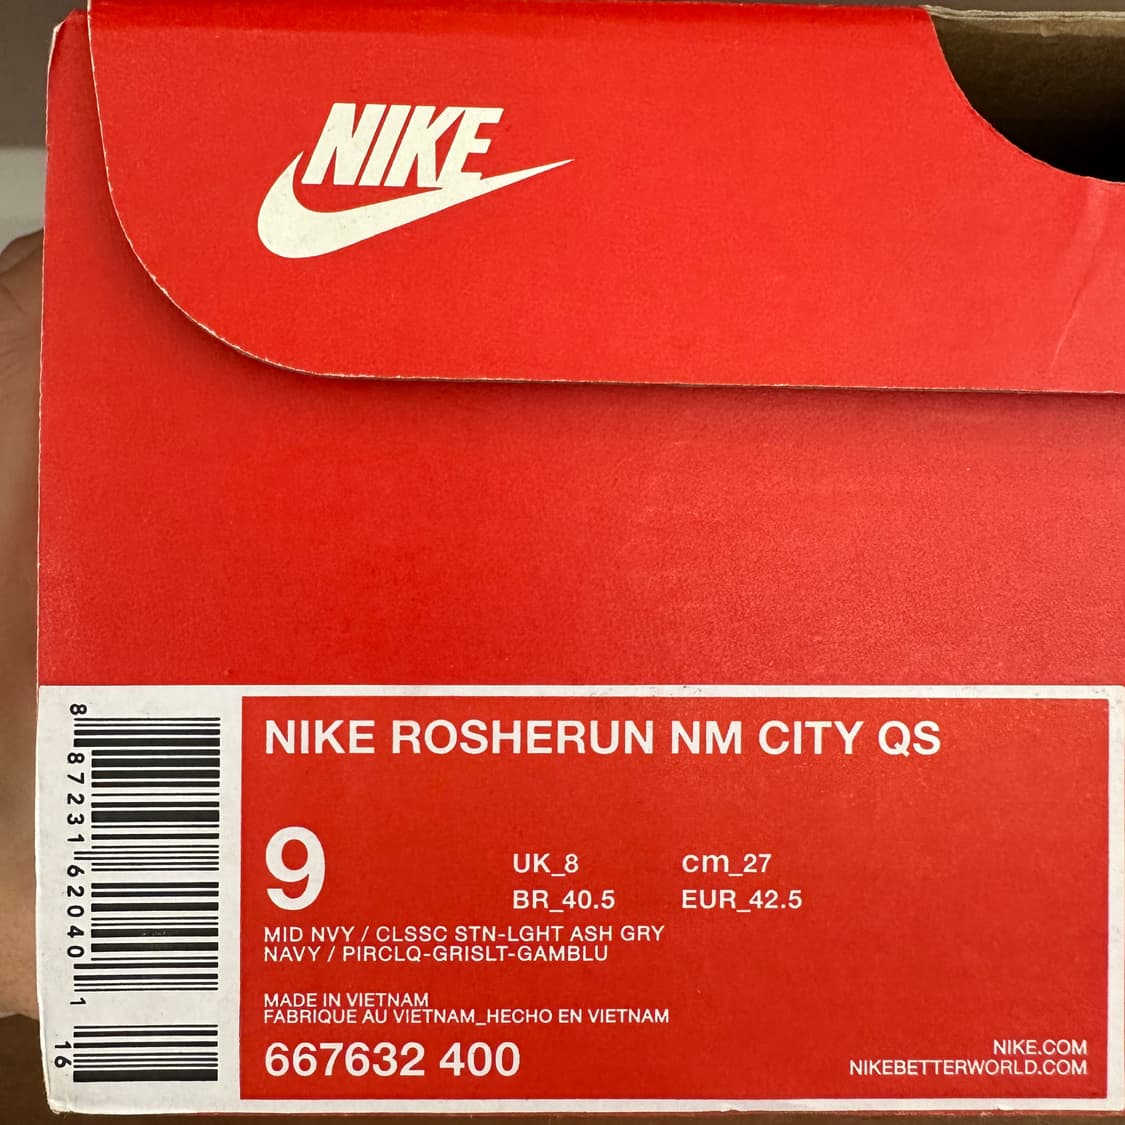 NIKE
NIKE ROSHERUN NM CITY QS
9
UK_8 cm_27
BR_40.5 EUR_42.5
MID NVY / CLSSC STN-LGHT ASH GRY
NAVY / PIRCLQ-GRISLT-GAMBLU
MADE IN VIETNAM
FABRIQUE AU VIETNAM_HECHO EN VIETNAM
667632 400
NIKE.COM
NIKEBETTERWORLD.COM
8 87231 62040 1
16